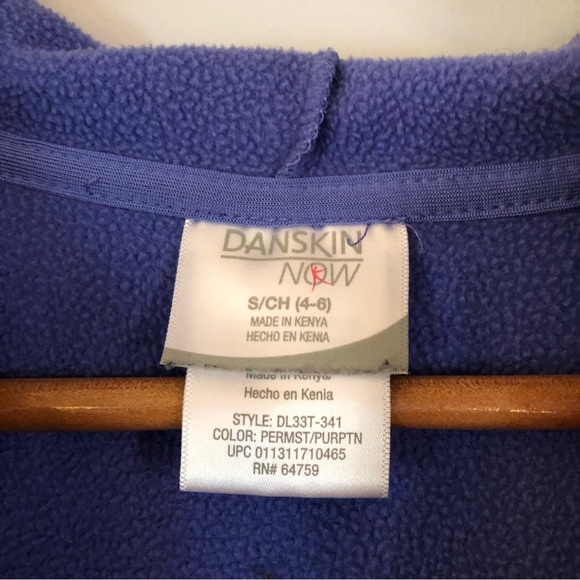 DANSKIN
NOW
S/CH (4-6)
MADE IN KENYA
HECHO EN KENIA
Made in Kenya
Hecho en Kenia
STYLE: DL33T-341
COLOR: PERMST/PURPTN
UPC 011311710465
RN# 64759